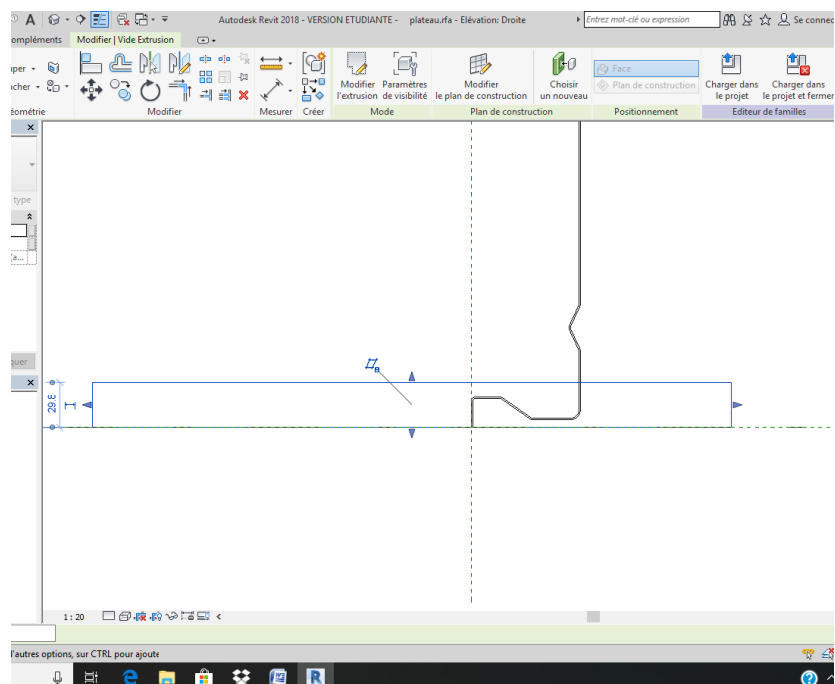 A Autodesk Revit 2018 - VERSION ETUDIANTE - plateau.rfa - Elévation: Droite Entrez mot-clé ou expression Se connec
ompléments Modifier | Vide Extrusion
uper
cher
Modifier l'extrusion
Paramètres de visibilité
Modifier le plan de construction
Choisir un nouveau
Face
Plan de construction
Charger dans le projet
Charger dans le projet et fermer
éométrie Modifier Mesurer Créer Mode Plan de construction Positionnement Editeur de familles
type
(a...
quer
29.8
1 : 20
d'autres options, sur CTRL pour ajoute
R